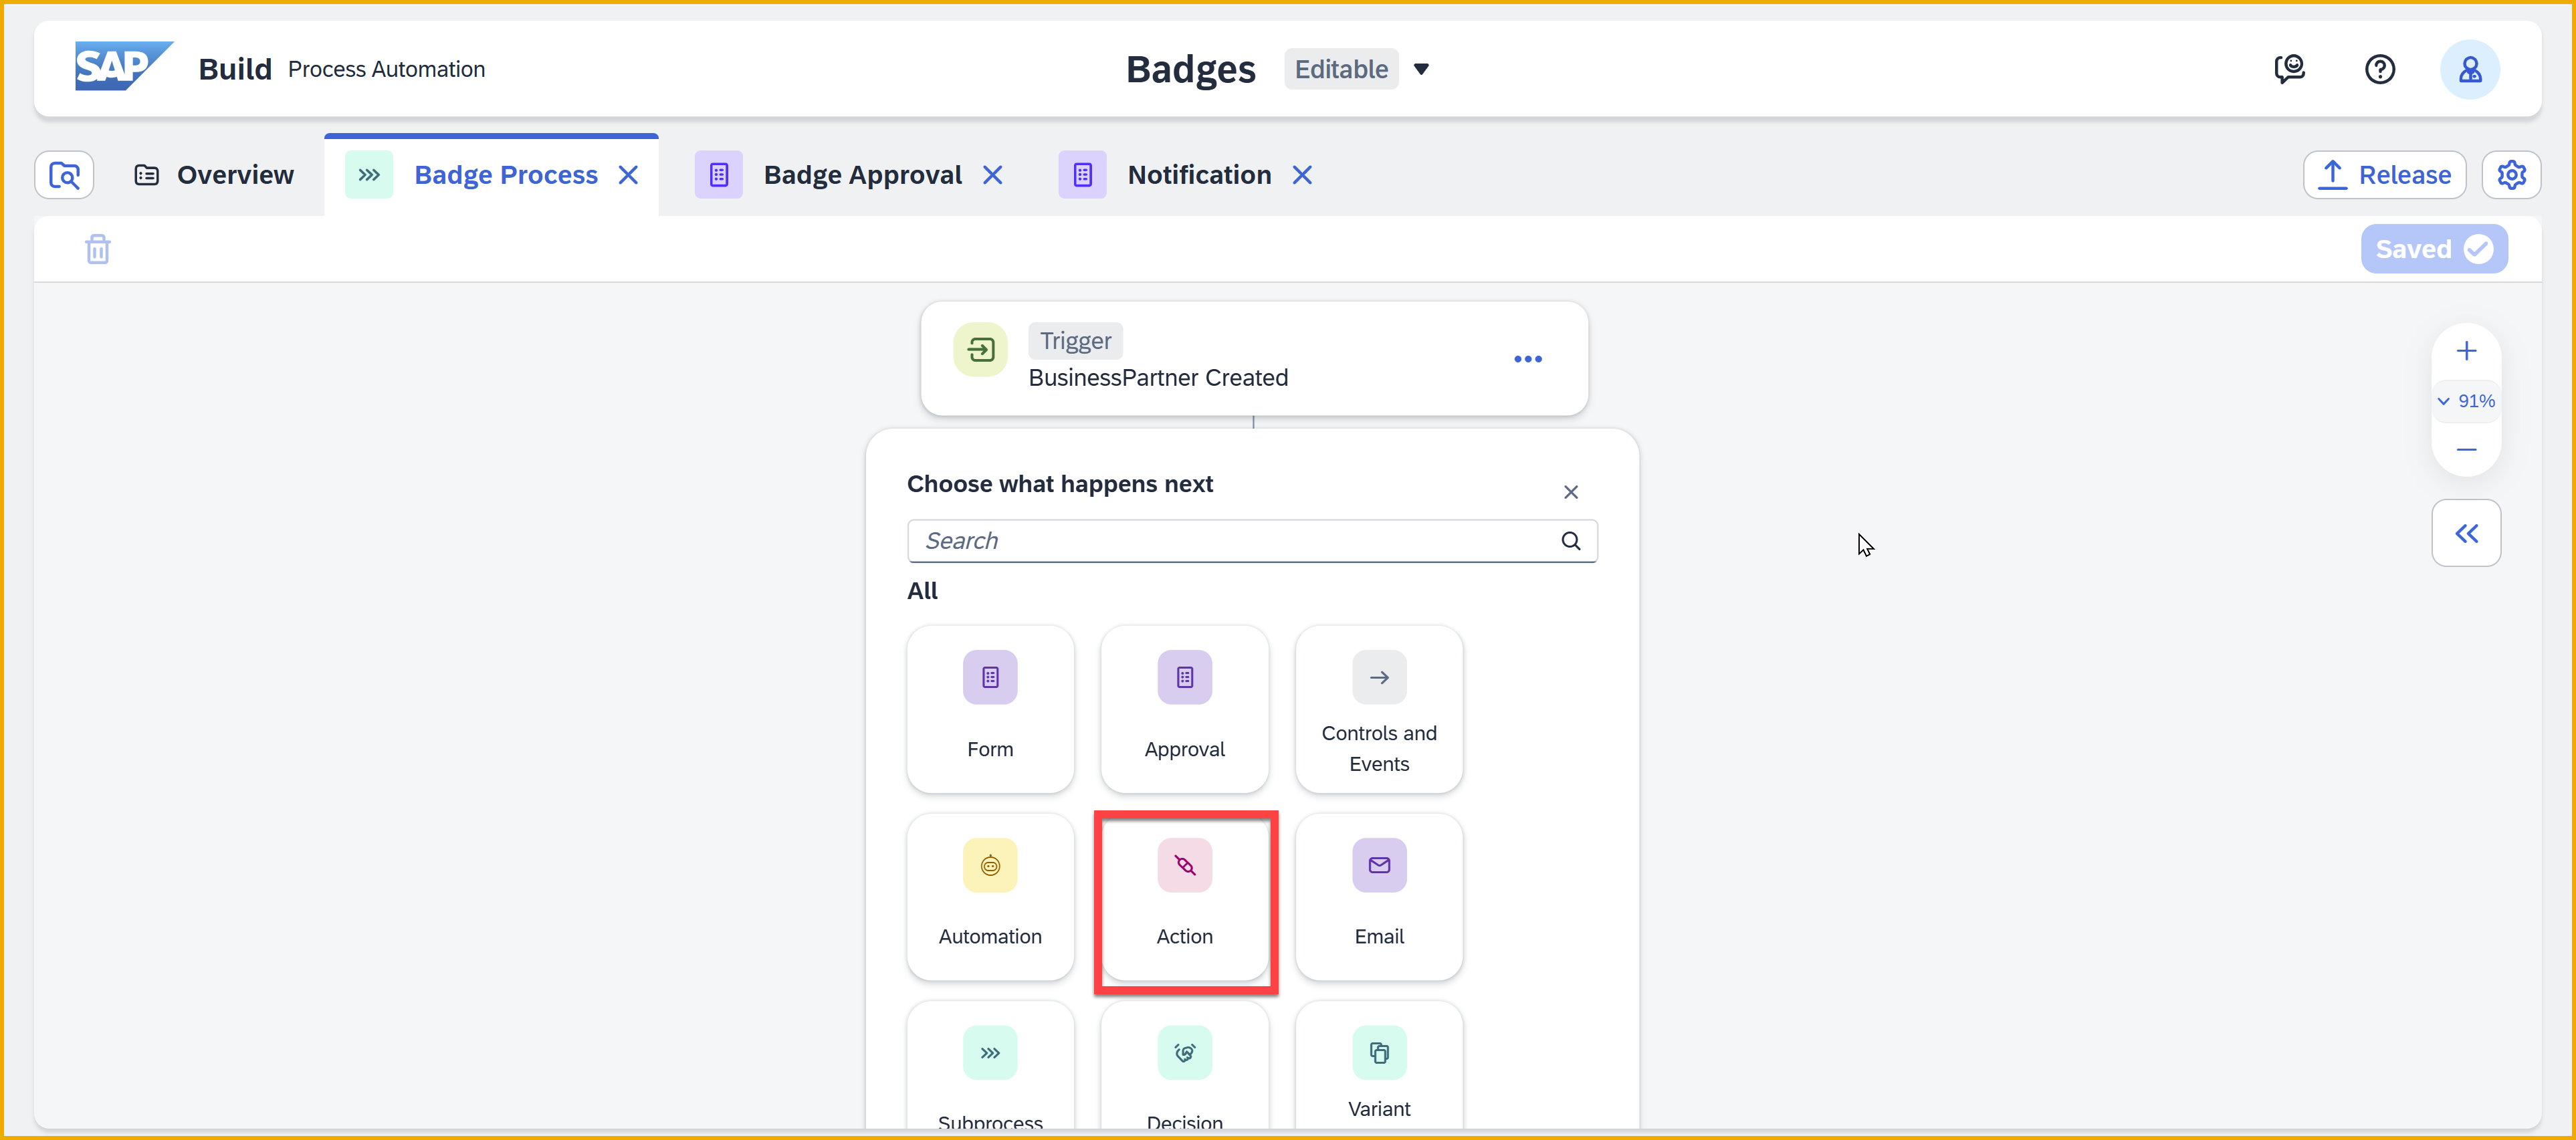 SAP Build Process Automation
Badges Editable
Overview
Badge Process
Badge Approval
Notification
Release
Saved
Trigger
BusinessPartner Created
91%
Choose what happens next
Search
All
Form
Approval
Controls and
Events
Automation
Action
Email
Subprocess
Decision
Variant